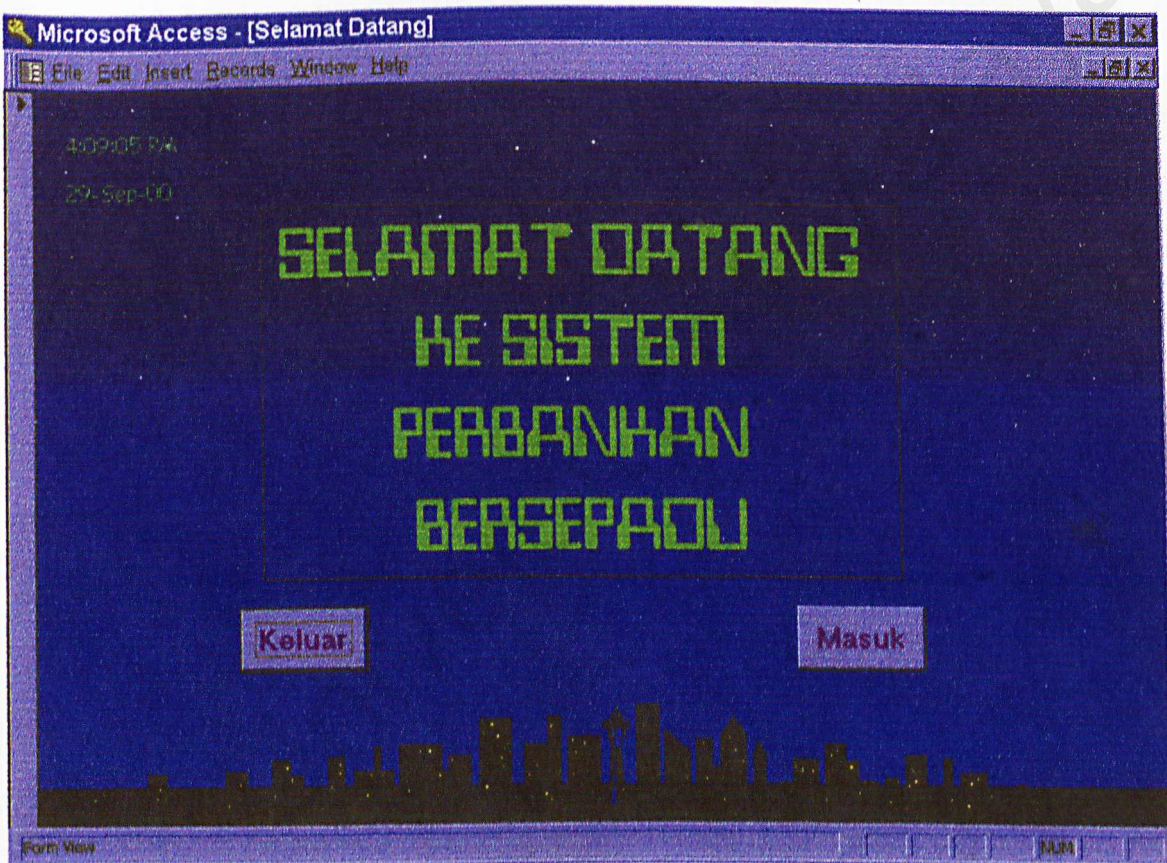 Microsoft Access - [Selamat Datang]
File Edit Insert Records Window Help
4:09:05 PM
29-Sep-00
SELAMAT DATANG
KE SISTEM
PERBANKAN
BERSEPADU
Keluar Masuk
Form View NUM